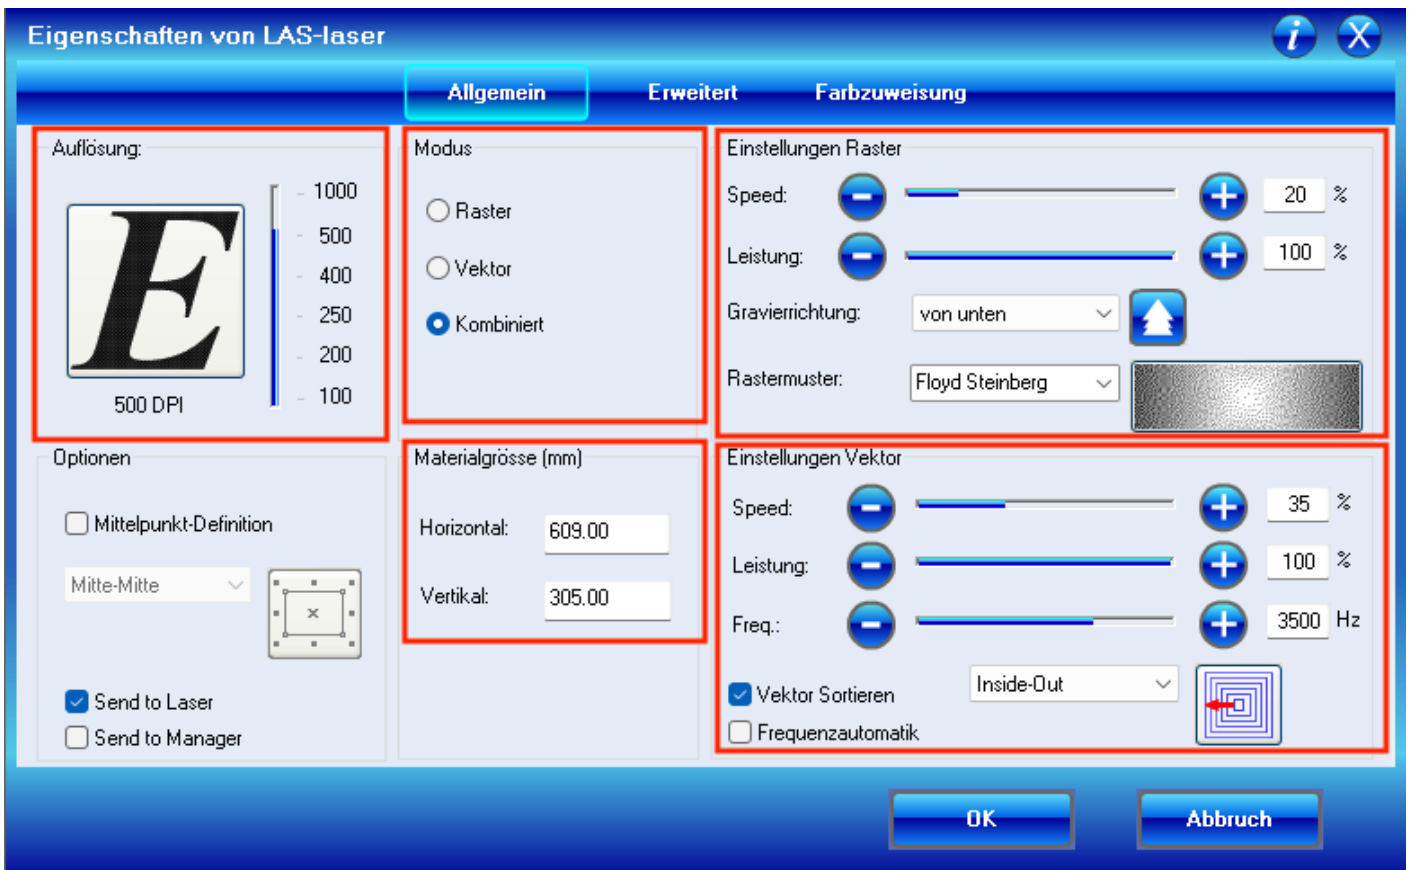 Eigenschaften von LAS-laser
i X
Allgemein Erweitert Farbzuweisung
Auflösung:
E
500 DPI
1000
500
400
250
200
100
Modus
Raster
Vektor
Kombiniert
Einstellungen Raster
Speed: 20 %
Leistung: 100 %
Gravierrichtung: von unten
Rastermuster: Floyd Steinberg
Optionen
Mittelpunkt-Definition
Mitte-Mitte
Send to Laser
Send to Manager
Materialgrösse (mm)
Horizontal: 609.00
Vertikal: 305.00
Einstellungen Vektor
Speed: 35 %
Leistung: 100 %
Freq.: 3500 Hz
Vektor Sortieren Inside-Out
Frequenzautomatik
OK Abbruch